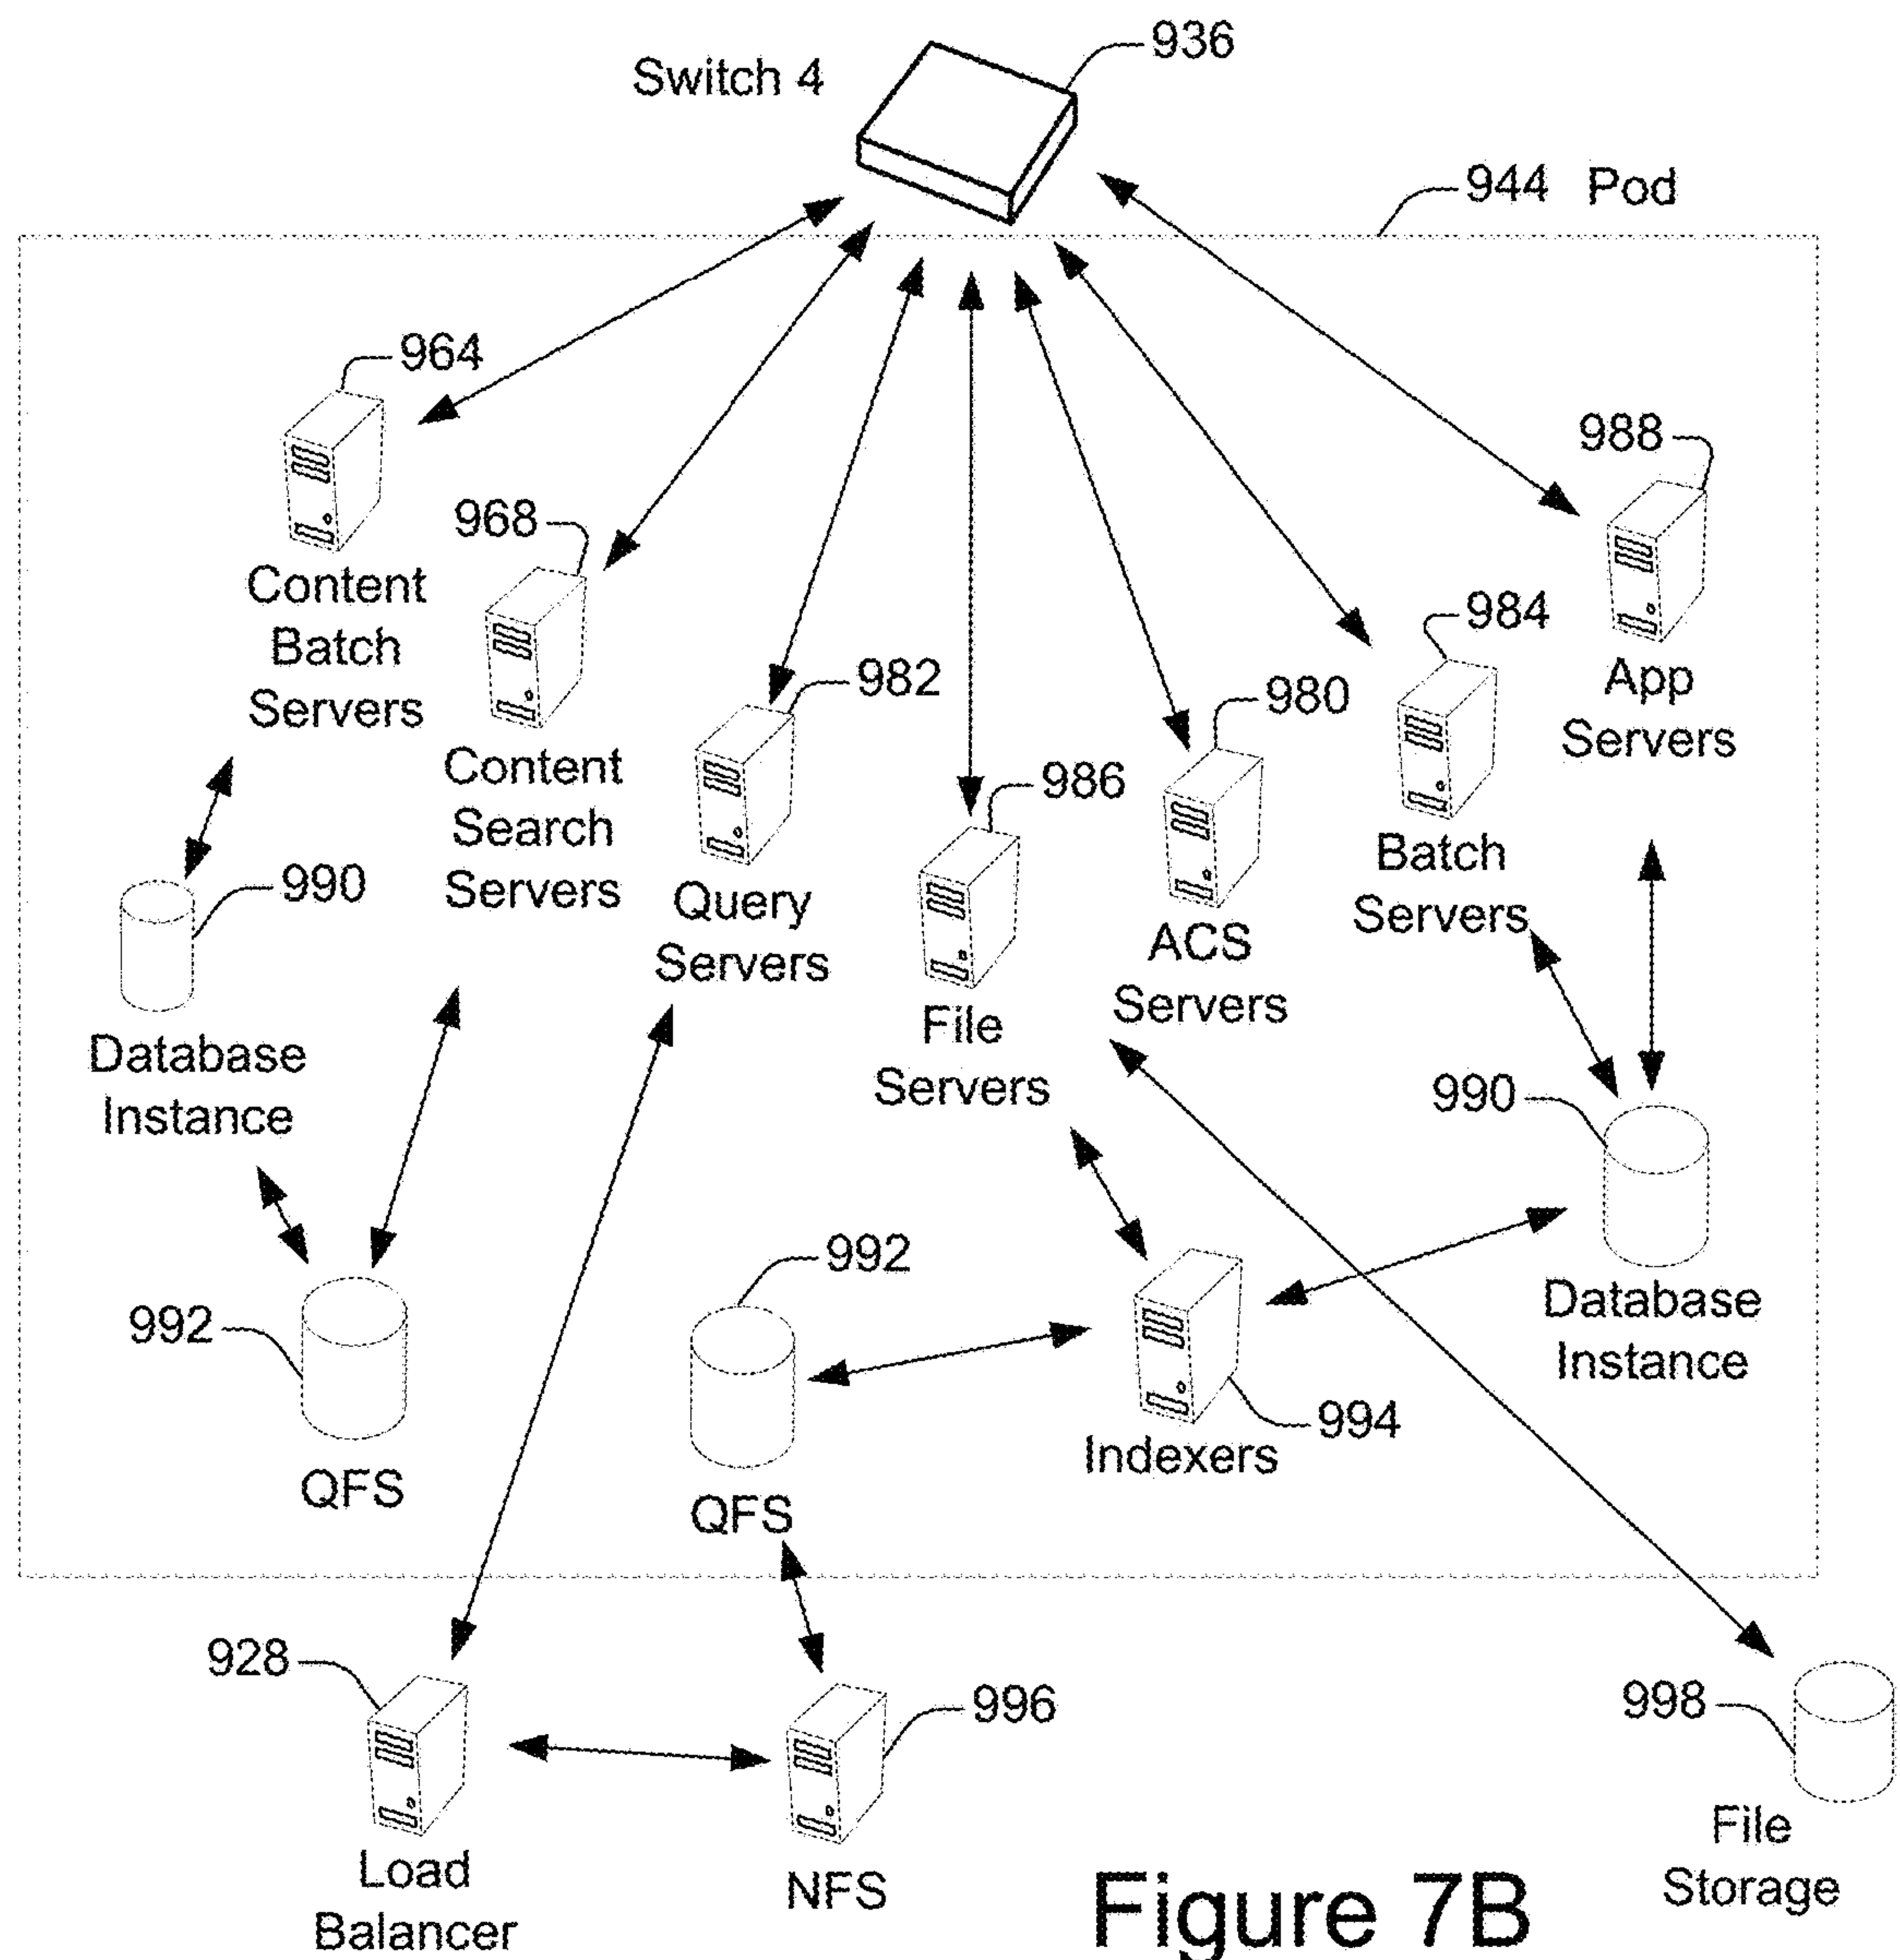 936
Switch 4
944 Pod
964
988
968
Content
Batch
Servers
984
982
980
App
Servers
Content
Search
Servers
986
990
Batch
Servers
Query
Servers
ACS
Servers
File
Servers
Database
Instance
990
992
992
Database
Instance
994
Indexers
QFS
QFS
928
996
998
File
Storage
Load
Balancer
NFS
Figure 7B